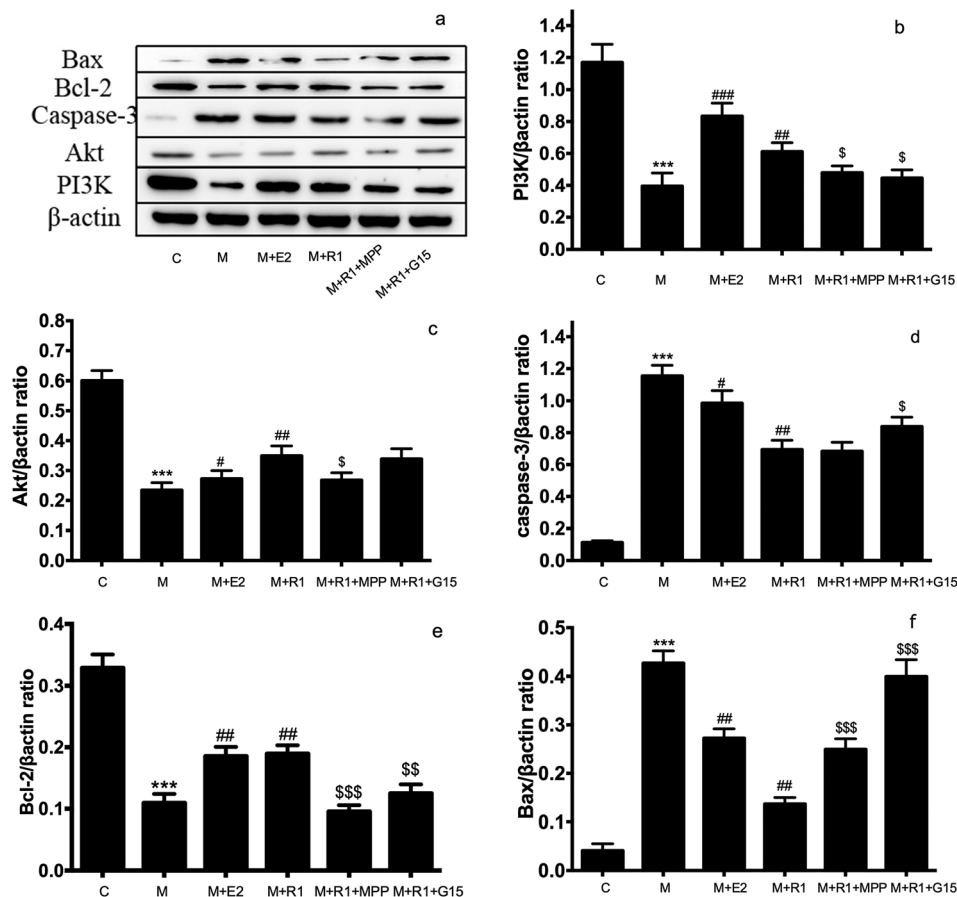 a
Bax
Bcl-2
Caspase-3
Akt
PI3K
β-actin
C M M+E2 M+R1 M+R1+MPP M+R1+G15
b
PI3K/βactin ratio
1.4
1.2
1.0
0.8
0.6
0.4
0.2
0.0
*** ### ## $ $
C M M+E2 M+R1 M+R1+MPP M+R1+G15
c
Akt/βactin ratio
0.8
0.7
0.6
0.5
0.4
0.3
0.2
0.1
0.0
*** # ## $
C M M+E2 M+R1 M+R1+MPP M+R1+G15
d
caspase-3/βactin ratio
1.4
1.2
1.0
0.8
0.6
0.4
0.2
0.0
*** # ## $
C M M+E2 M+R1 M+R1+MPP M+R1+G15
e
Bcl-2/βactin ratio
0.4
0.3
0.2
0.1
0.0
*** ## ## $$$ $$
C M M+E2 M+R1 M+R1+MPP M+R1+G15
f
Bax/βactin ratio
0.5
0.4
0.3
0.2
0.1
0.0
*** ## ## $$$ $$$
C M M+E2 M+R1 M+R1+MPP M+R1+G15